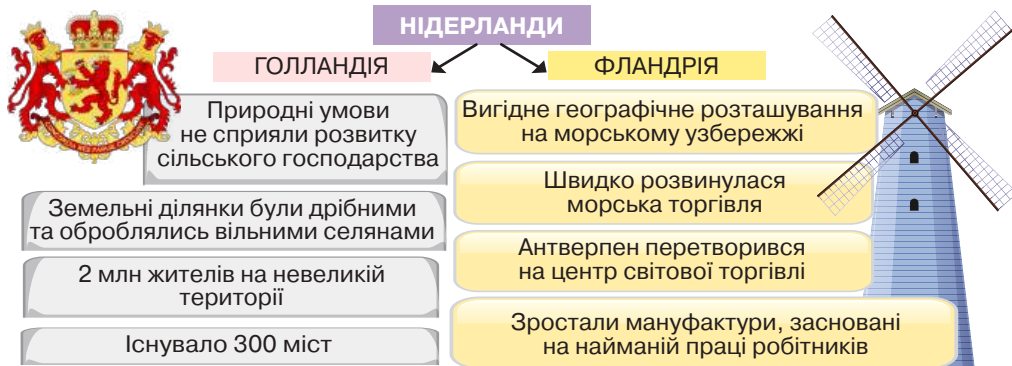 НІДЕРЛАНДИ
ГОЛЛАНДІЯ
Природні умови
не сприяли розвитку
сільського господарства
Земельні ділянки були дрібними
та оброблялись вільними селянами
2 млн жителів на невеликій
території
Існувало 300 міст
ФЛАНДРІЯ
Вигідне географічне розташування
на морському узбережжі
Швидко розвинулася
морська торгівля
Антверпен перетворився
на центр світової торгівлі
Зростали мануфактури, засновані
на найманій праці робітників